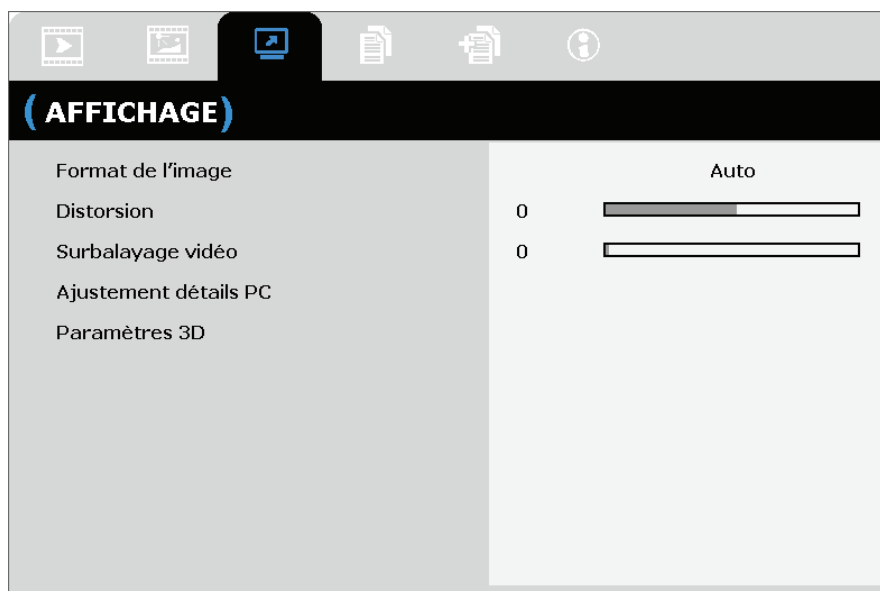 (AFFICHAGE)
Format de l'image Auto
Distorsion 0
Surbalayage vidéo 0
Ajustement détails PC
Paramètres 3D